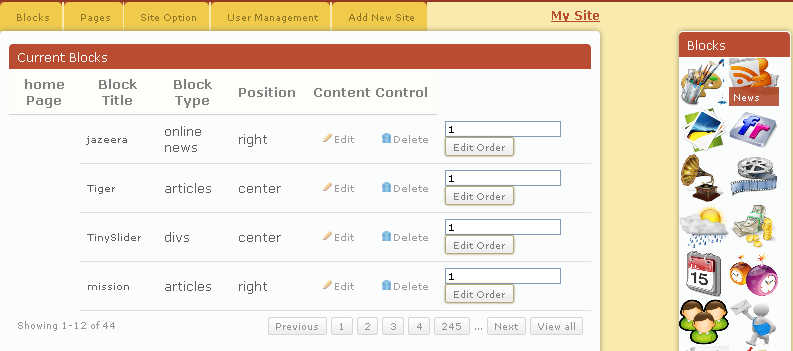 Blocks Pages Site Option User Management Add New Site My Site
Current Blocks
home Page Block Title Block Type Position Content Control
jazeera online news right Edit Delete 1 Edit Order
Tiger articles center Edit Delete 1 Edit Order
TinySlider divs center Edit Delete 1 Edit Order
mission articles right Edit Delete 1 Edit Order
Showing 1-12 of 44 Previous 1 2 3 4 245 ... Next View all
Blocks
News
fr
15